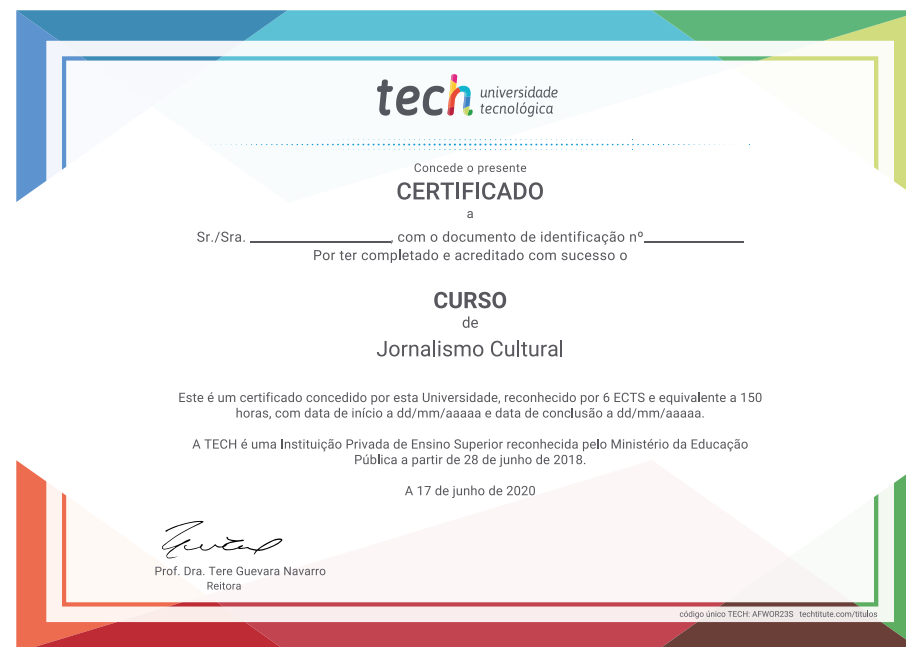 tech universidade
tecnológica
Concede o presente
CERTIFICADO
a
Sr./Sra. ________________, com o documento de identificação nº____________
Por ter completado e acreditado com sucesso o
CURSO
de
Jornalismo Cultural
Este é um certificado concedido por esta Universidade, reconhecido por 6 ECTS e equivalente a 150
horas, com data de início a dd/mm/aaaaa e data de conclusão a dd/mm/aaaaa.
A TECH é uma Instituição Privada de Ensino Superior reconhecida pelo Ministério da Educação
Pública a partir de 28 de junho de 2018.
A 17 de junho de 2020
Prof. Dra. Tere Guevara Navarro
Reitora
código único TECH: AFWOR23S techtitute.com/titulos